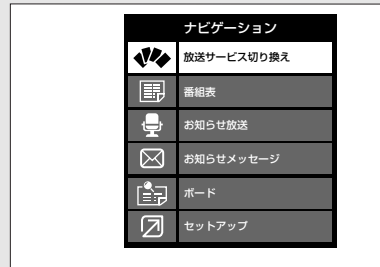 ナビゲーション
放送サービス切り換え
番組表
お知らせ放送
お知らせメッセージ
ボード
セットアップ